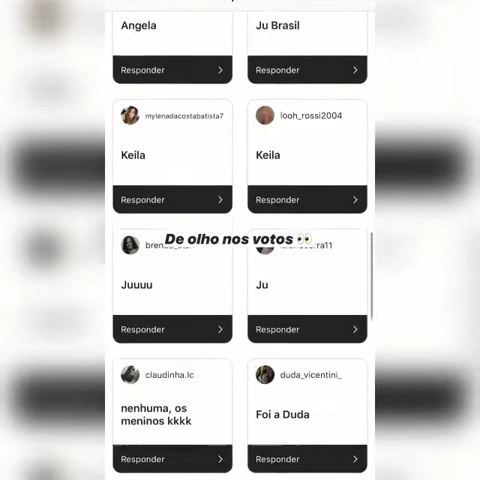 Angela
Ju Brasil
Responder
Responder
mylenadacostabatista7
looh_rossi2004
Keila
Keila
Responder
Responder
De olho nos votos 👀
Juuuu
Ju
Responder
Responder
claudinha.lc
duda_vicentini_
nenhuma, os
meninos kkkk
Foi a Duda
Responder
Responder